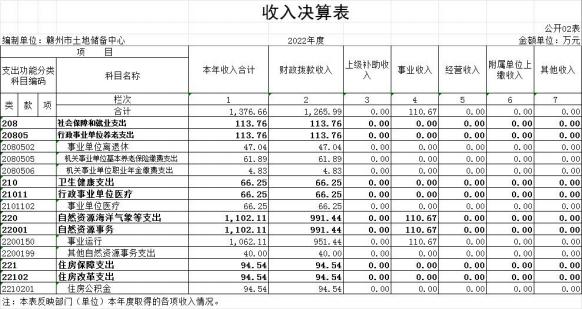 收入决算表
公开02表
编制单位：赣州市土地储备中心 2022年度 金额单位：万元
项 目 本年收入合计 财政拨款收入 上级补助收入 事业收入 经营收入 附属单位上缴收入 其他收入
支出功能分类科目编码 科目名称
类 款 项 栏次 1 2 3 4 5 6 7
合计 1,376.66 1,265.99 0.00 110.67 0.00 0.00 0.00
208 社会保障和就业支出 113.76 113.76 0.00 0.00 0.00 0.00 0.00
20805 行政事业单位养老支出 113.76 113.76 0.00 0.00 0.00 0.00 0.00
2080502 事业单位离退休 47.04 47.04 0.00 0.00 0.00 0.00 0.00
2080505 机关事业单位基本养老保险缴费支出 61.89 61.89 0.00 0.00 0.00 0.00 0.00
2080506 机关事业单位职业年金缴费支出 4.83 4.83 0.00 0.00 0.00 0.00 0.00
210 卫生健康支出 66.25 66.25 0.00 0.00 0.00 0.00 0.00
21011 行政事业单位医疗 66.25 66.25 0.00 0.00 0.00 0.00 0.00
2101102 事业单位医疗 66.25 66.25 0.00 0.00 0.00 0.00 0.00
220 自然资源海洋气象等支出 1,102.11 991.44 0.00 110.67 0.00 0.00 0.00
22001 自然资源事务 1,102.11 991.44 0.00 110.67 0.00 0.00 0.00
2200150 事业运行 1,062.11 951.44 0.00 110.67 0.00 0.00 0.00
2200199 其他自然资源事务支出 40.00 40.00 0.00 0.00 0.00 0.00 0.00
221 住房保障支出 94.54 94.54 0.00 0.00 0.00 0.00 0.00
22102 住房改革支出 94.54 94.54 0.00 0.00 0.00 0.00 0.00
2210201 住房公积金 94.54 94.54 0.00 0.00 0.00 0.00 0.00
注：本表反映部门（单位）本年度取得的各项收入情况。